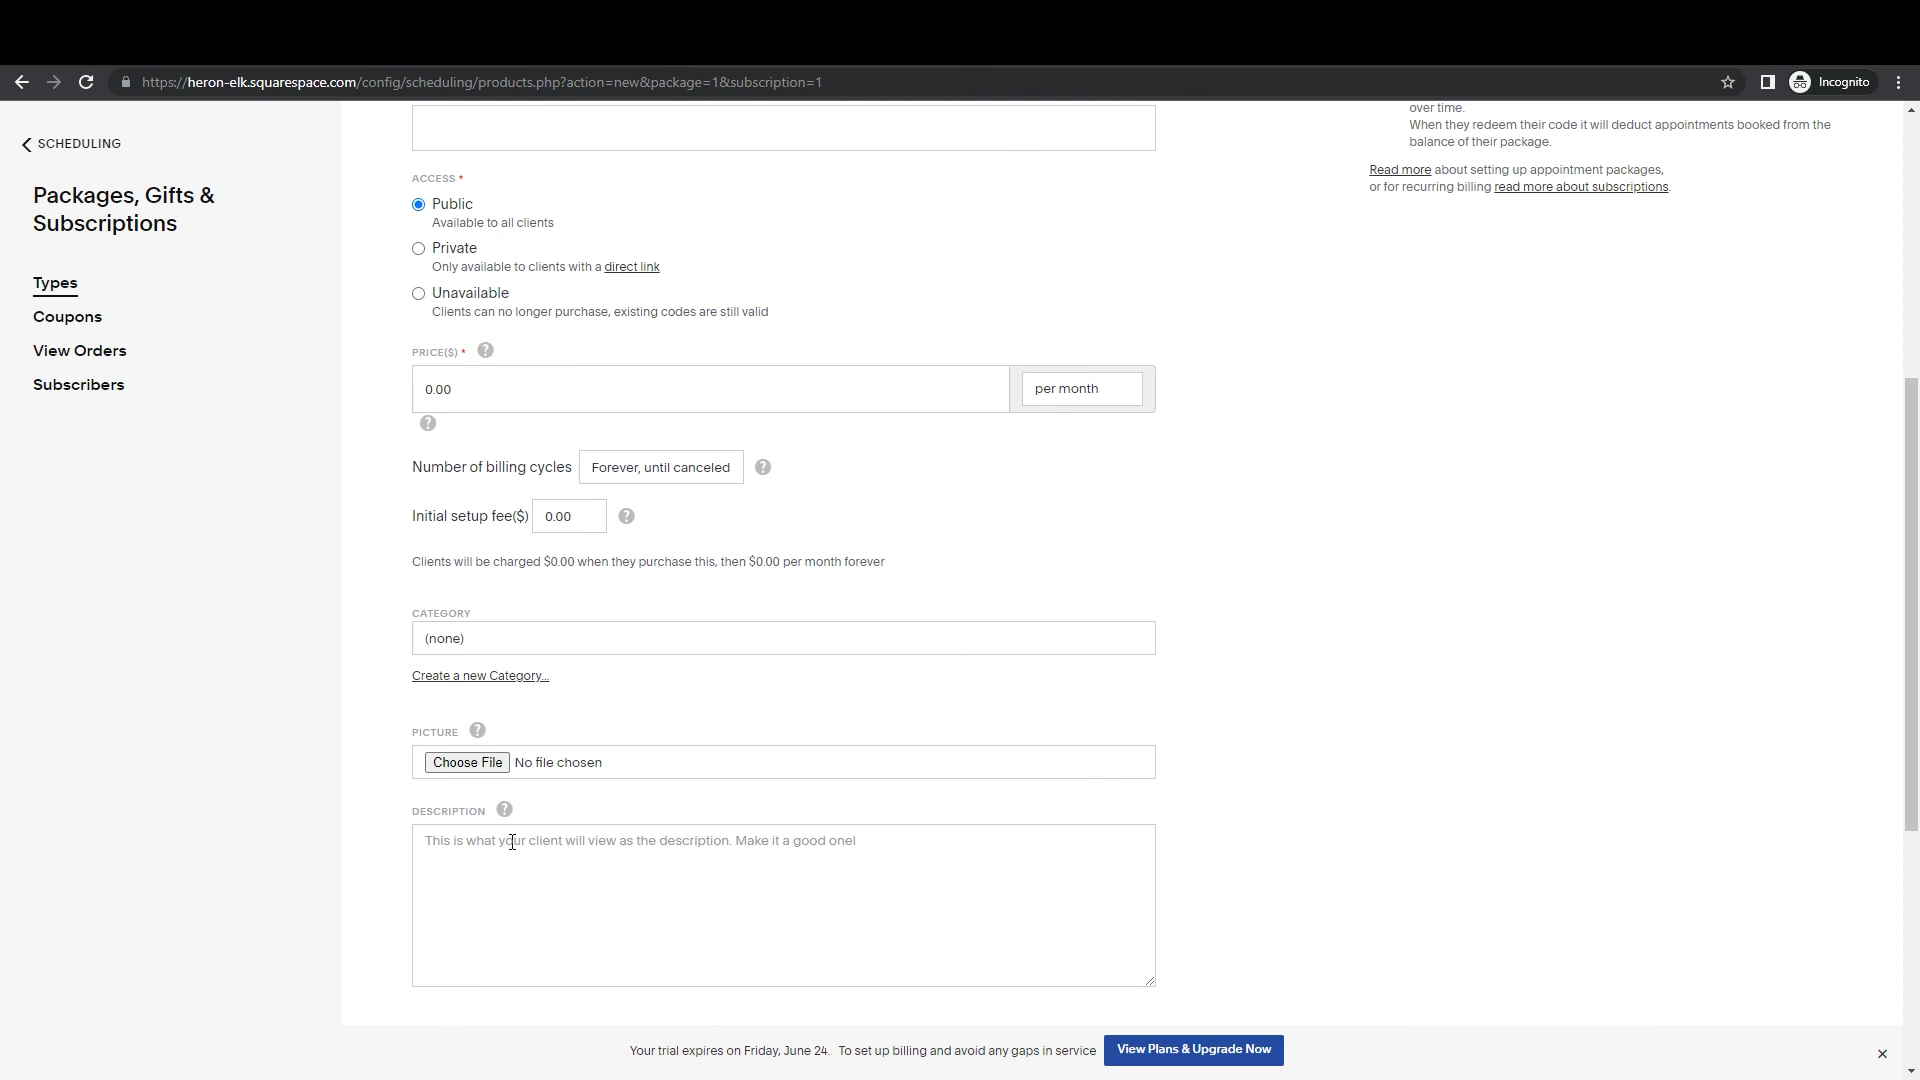 https://heron-elk.squarespace.com/config/scheduling/products.php?action=new&package=1&subscription=1
Incognito
SCHEDULING
Packages, Gifts &
Subscriptions
Types
Coupons
View Orders
Subscribers
ACCESS *
Public
Available to all clients
Private
Only available to clients with a direct link
Unavailable
Clients can no longer purchase, existing codes are still valid
PRICE($) * ?
0.00
per month
?
Number of billing cycles Forever, until canceled ?
Initial setup fee($) 0.00 ?
Clients will be charged $0.00 when they purchase this, then $0.00 per month forever
CATEGORY
(none)
Create a new Category...
PICTURE ?
Choose File No file chosen
DESCRIPTION ?
This is what your client will view as the description. Make it a good one!
over time.
When they redeem their code it will deduct appointments booked from the
balance of their package.
Read more about setting up appointment packages,
or for recurring billing read more about subscriptions.
Your trial expires on Friday, June 24. To set up billing and avoid any gaps in service View Plans & Upgrade Now